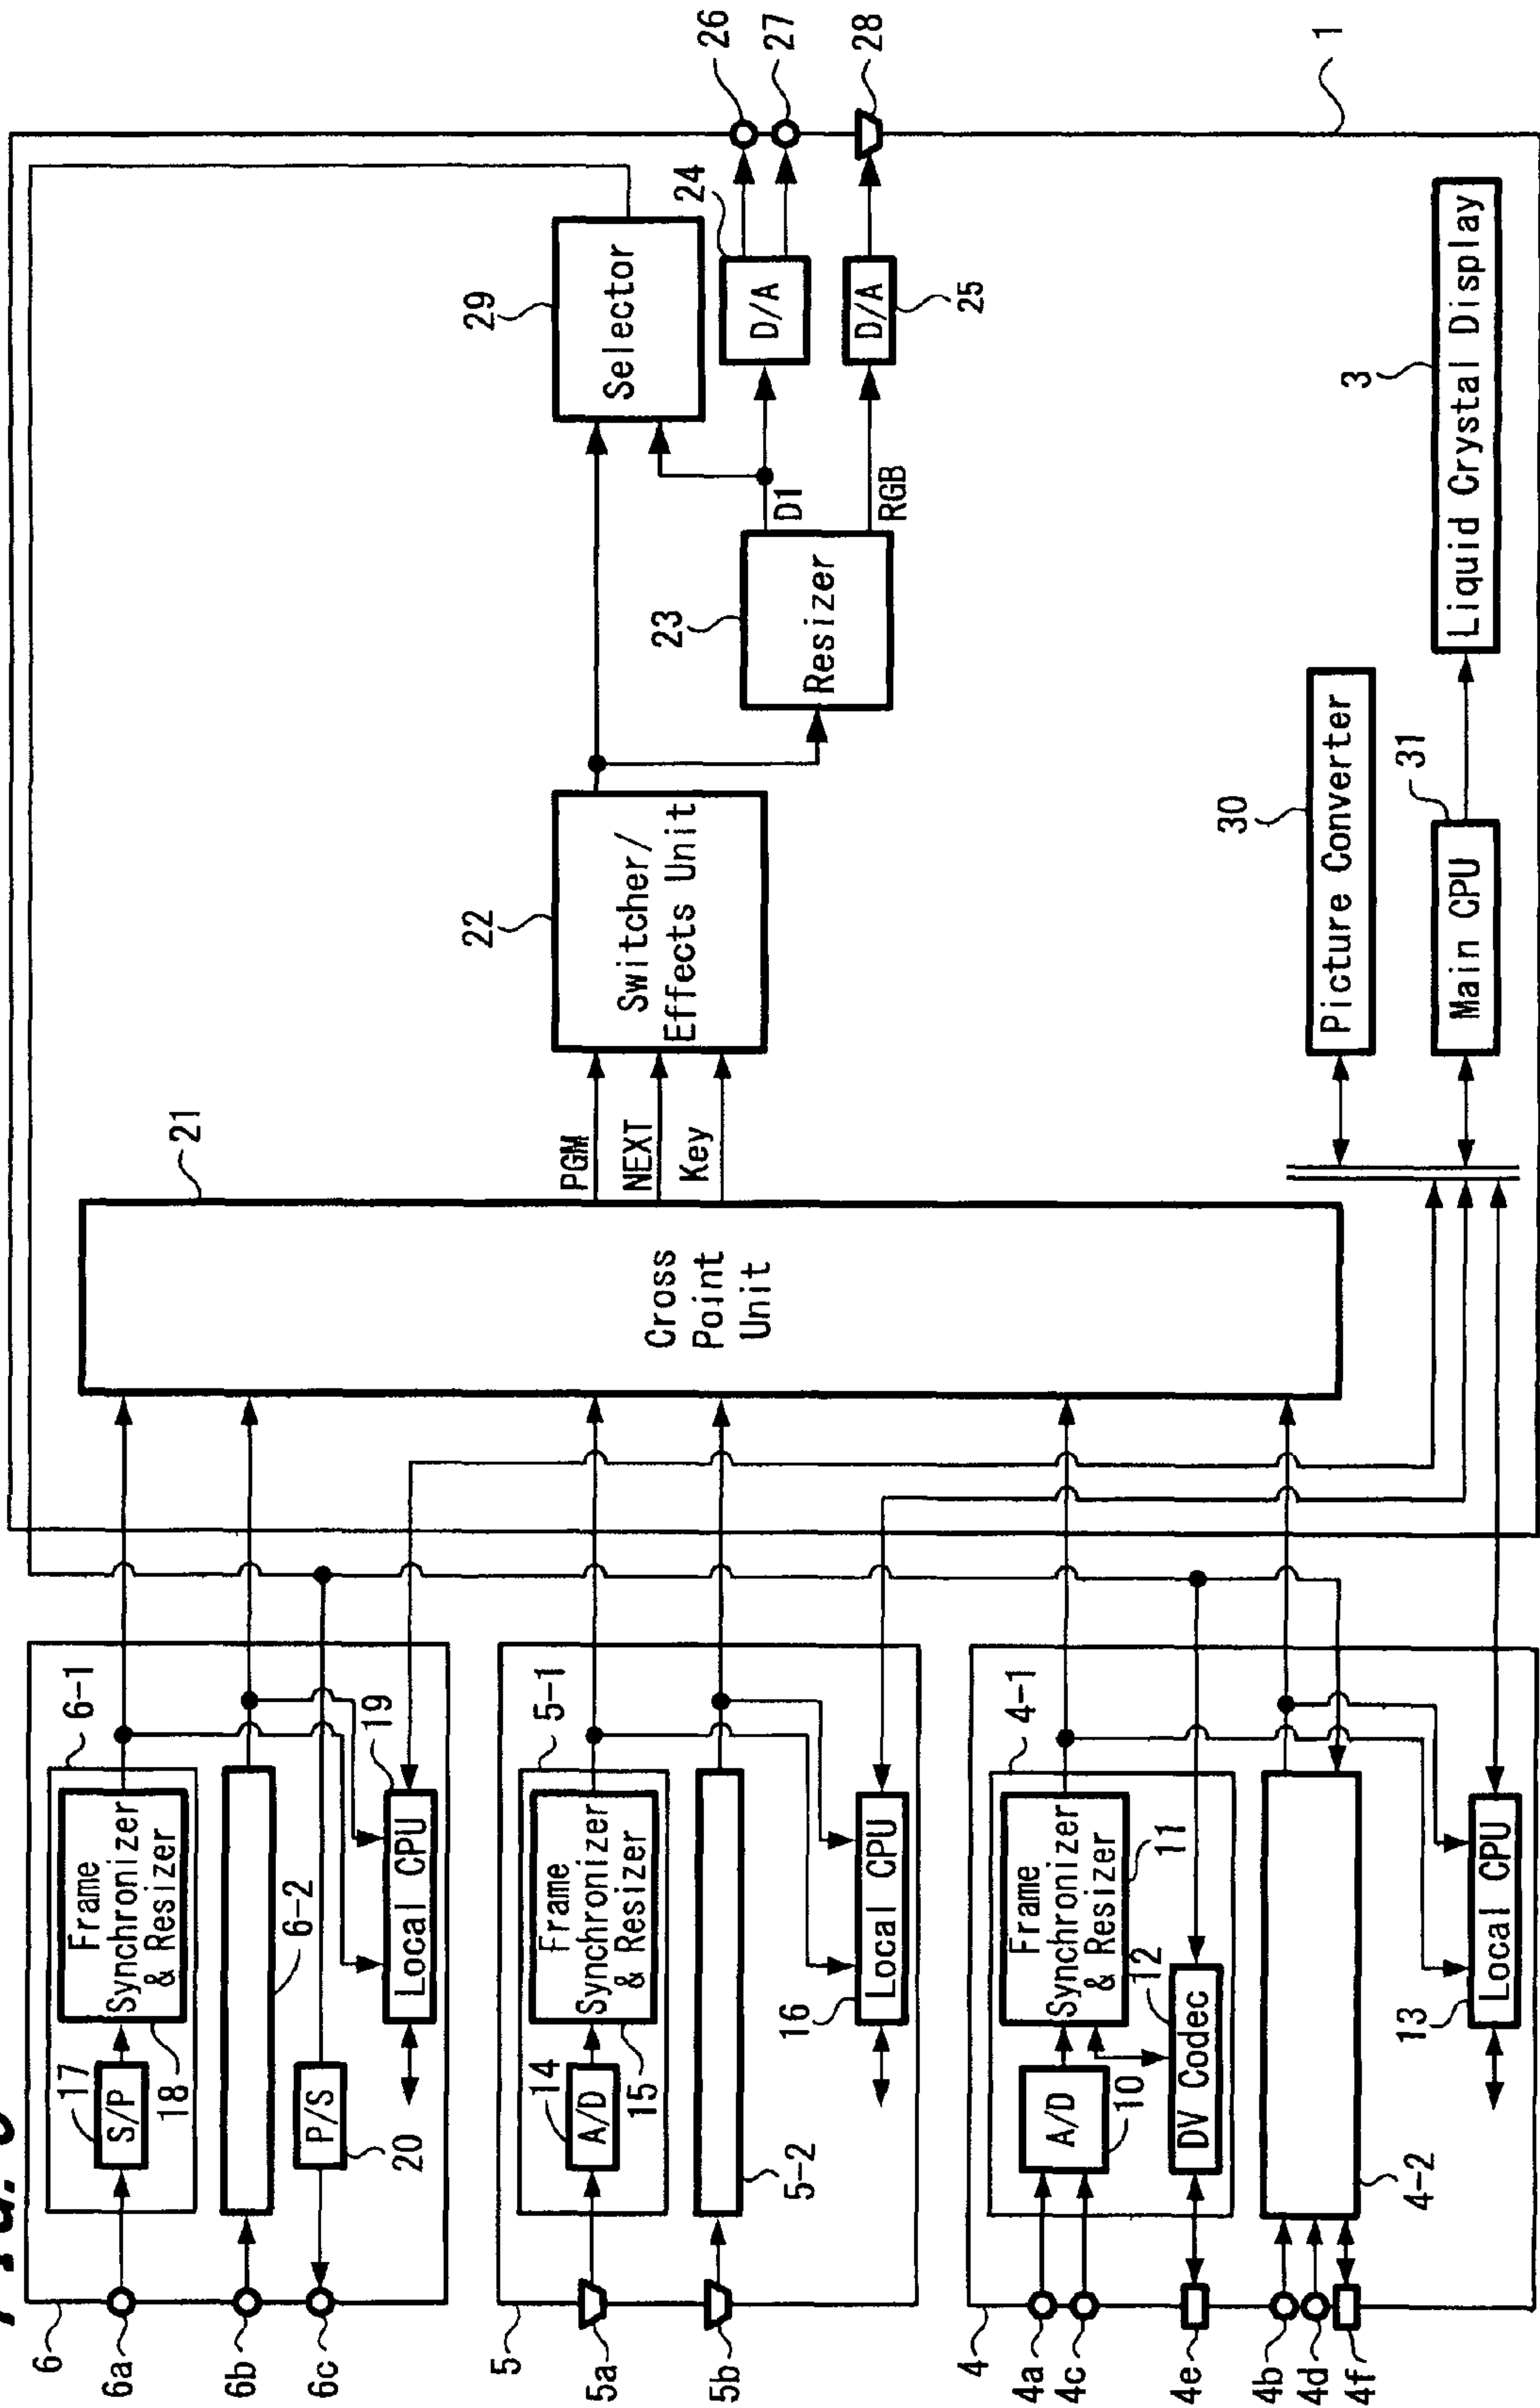 6
6a
6b
6c
17
S/P
18
Frame
Synchronizer
& Resizer
6-1
6-2
P/S
20
Local CPU
19
5
5a
5b
14
A/D
15
Frame
Synchronizer
& Resizer
5-1
5-2
16
Local CPU
4
4a
4c
4e
4b
4d
4f
A/D
10
Frame
Synchronizer
& Resizer
11
12
DV Codec
4-1
4-2
13
Local CPU
21
Cross
Point
Unit
PGM
NEXT
Key
22
Switcher/
Effects Unit
23
Resizer
D1
RGB
29
Selector
24
D/A
D/A
25
26
27
28
1
30
Picture Converter
31
Main CPU
3
Liquid Crystal Display